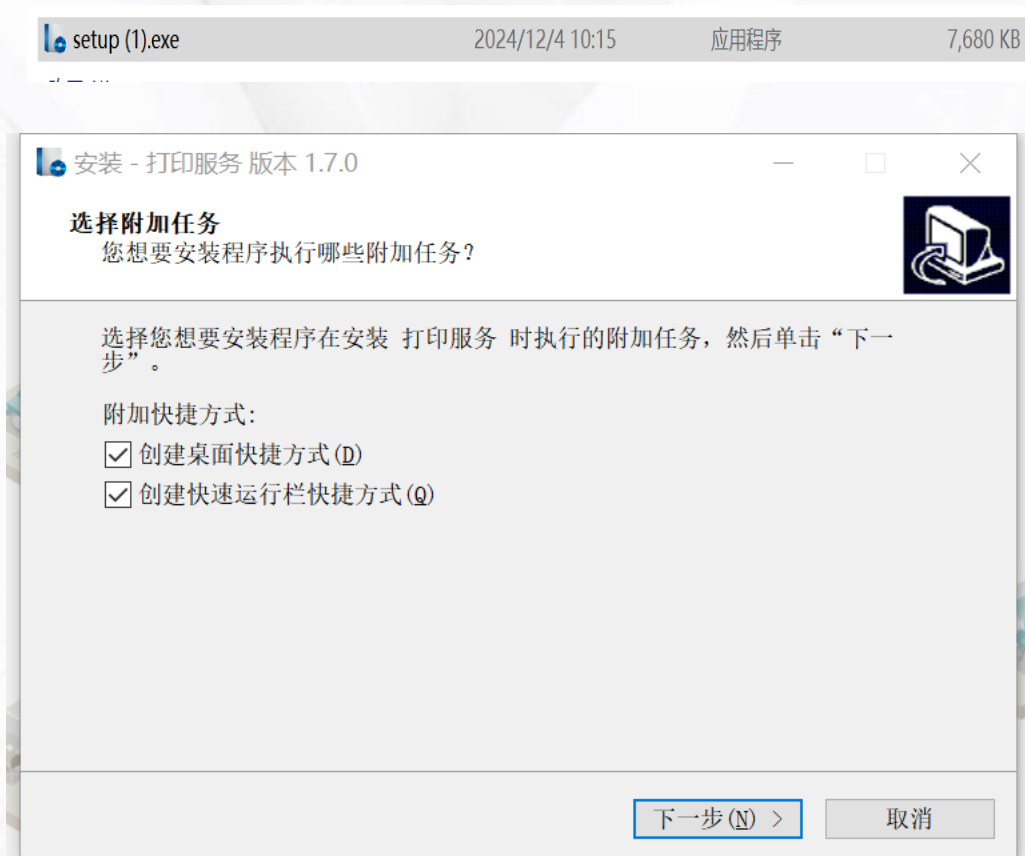 setup (1).exe 2024/12/4 10:15 应用程序 7,680 KB
安装 - 打印服务 版本 1.7.0
选择附加任务
您想要安装程序执行哪些附加任务?
选择您想要安装程序在安装 打印服务 时执行的附加任务，然后单击“下一
步”。
附加快捷方式:
创建桌面快捷方式(D)
创建快速运行栏快捷方式(Q)
下一步(N) >
取消